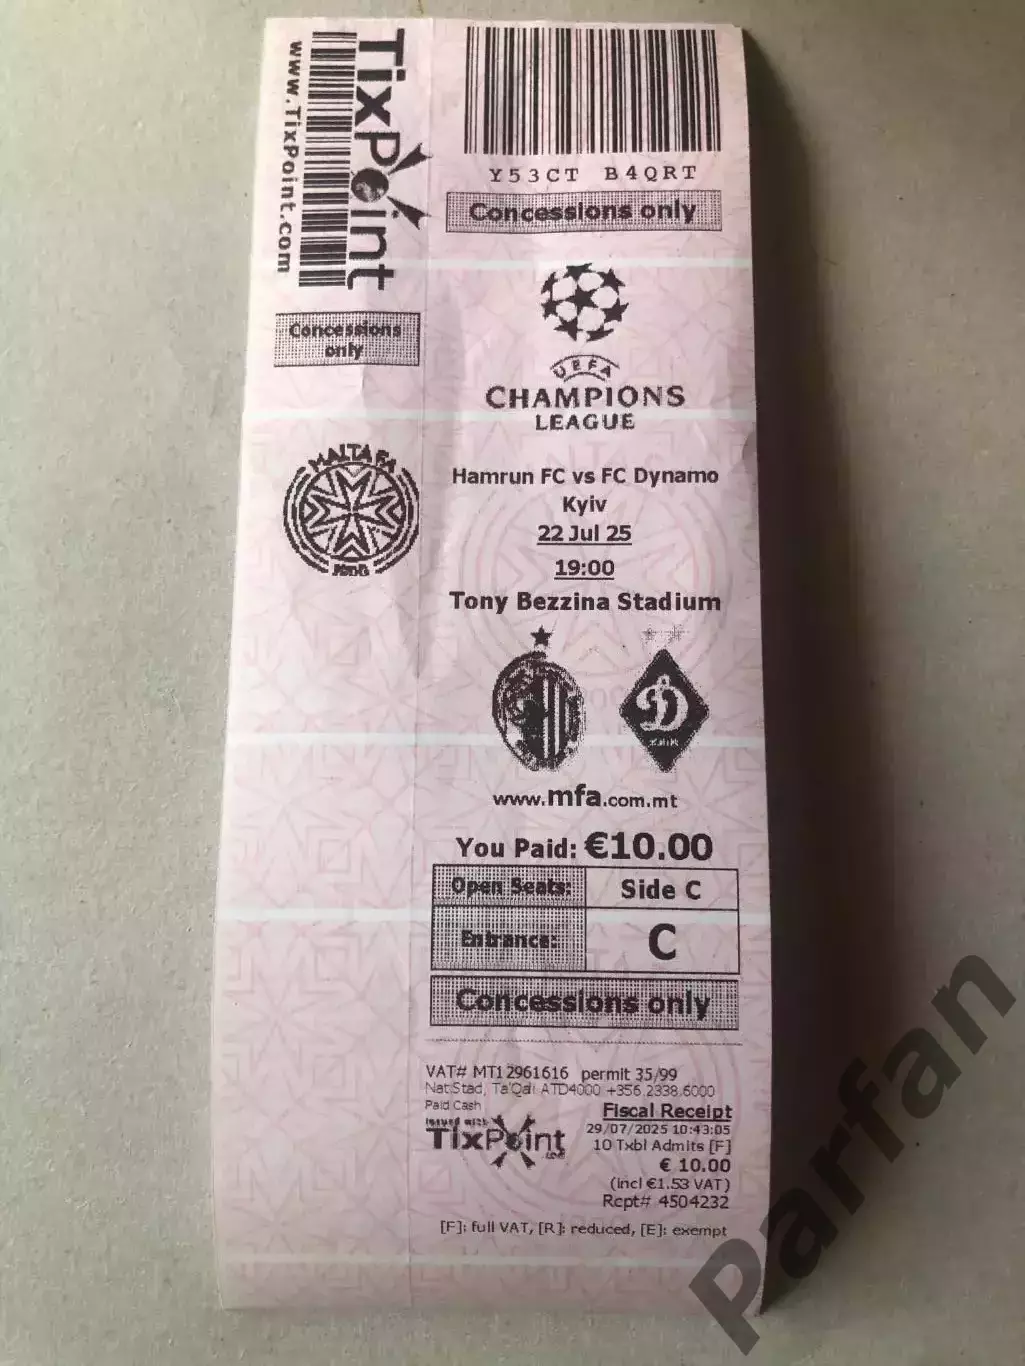 TixPoint
www.TixPoint.com
Concessions
only
MALTA FA
Y53CT B4QRT
Concessions only
UEFA
CHAMPIONS
LEAGUE
Hamrun FC vs FC Dynamo
Kyiv
22 Jul 25
19:00
Tony Bezzina Stadium
www.mfa.com.mt
You Paid: €10.00
Open Seats: Side C
Entrance: C
Concessions only
VAT# MT12961616 permit 35/99
Nat Stad, Ta'Qali ATD4000 +356.2338.6000
Paid Cash
Fiscal Receipt
issued with
TixPoint
.com
29/07/2025 10:43:05
10 Txbl Admits [F]
€ 10.00
(incl €1.53 VAT)
Rcpt# 4504232
[F]: full VAT, [R]: reduced, [E]: exempt
Parfan